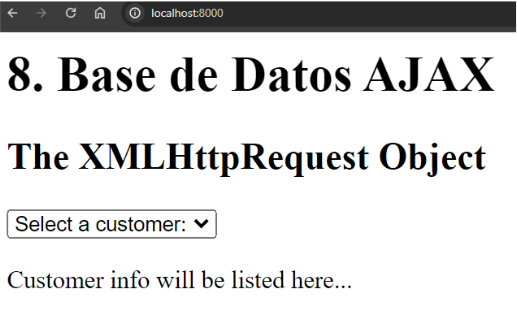 localhost:8000
8. Base de Datos AJAX
The XMLHttpRequest Object
Select a customer:
Customer info will be listed here...